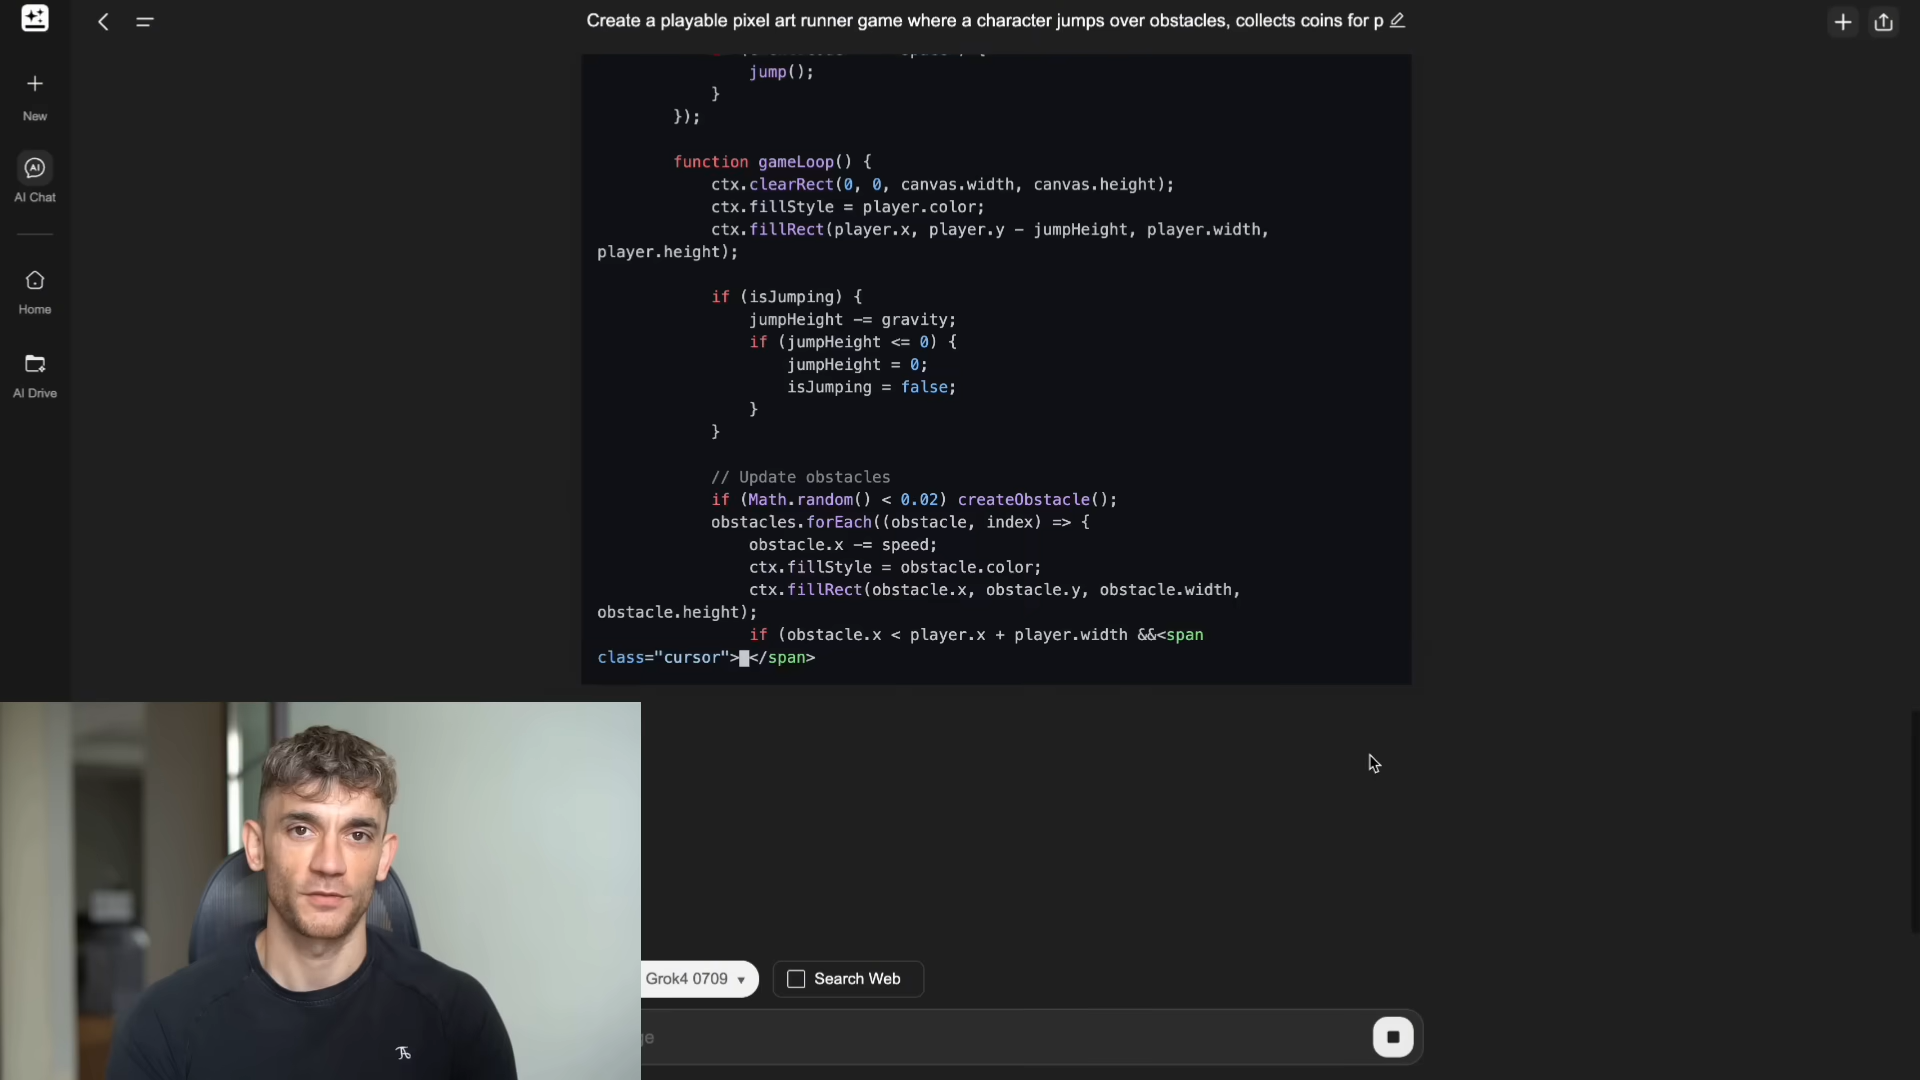 Create a playable pixel art runner game where a character jumps over obstacles, collects coins for p
New
AI
AI Chat
Home
AI Drive
jump();
}
});
function gameLoop() {
ctx.clearRect(0, 0, canvas.width, canvas.height);
ctx.fillStyle = player.color;
ctx.fillRect(player.x, player.y - jumpHeight, player.width,
player.height);
if (isJumping) {
jumpHeight -= gravity;
if (jumpHeight <= 0) {
jumpHeight = 0;
isJumping = false;
}
}
// Update obstacles
if (Math.random() < 0.02) createObstacle();
obstacles.forEach((obstacle, index) => {
obstacle.x -= speed;
ctx.fillStyle = obstacle.color;
ctx.fillRect(obstacle.x, obstacle.y, obstacle.width,
obstacle.height);
if (obstacle.x < player.x + player.width &&<span
class="cursor">█</span>
Grok4 0709
Search Web
ge